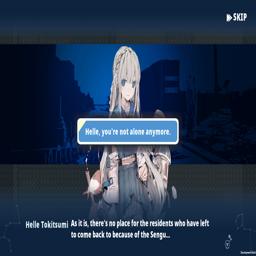 SKIP
Helle, you're not alone anymore.
Helle Tokitsumi
As it is, there's no place for the residents who have left
to come back to because of the Sengu...